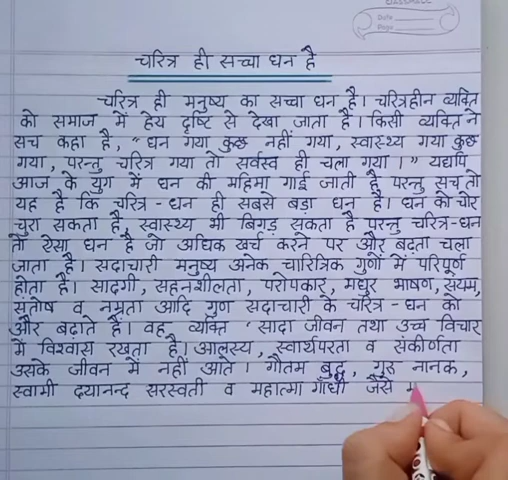 CLASSMATE
Date
Page
चरित्र ही सच्चा धन है
चरित्र ही मनुष्य का सच्चा धन है। चरित्रहीन व्यक्ति
को समाज में हेय दृष्टि से देखा जाता है। किसी व्यक्ति ने
सच कहा है, "धन गया कुछ नहीं गया, स्वास्थ्य गया कुछ
गया, परन्तु चरित्र गया तो सर्वस्व ही चला गया।" यद्यपि
आज के युग में धन की महिमा गाई जाती है परन्तु सच तो
यह है कि चरित्र-धन ही सबसे बड़ा धन है। धन को चोर
चुरा सकता है, स्वास्थ्य भी बिगड़ सकता है परन्तु चरित्र-धन
तो ऐसा धन है जो अधिक खर्च करने पर और बढ़ता चला
जाता है। सदाचारी मनुष्य अनेक चारित्रिक गुणों में परिपूर्ण
होता है। सादगी, सहनशीलता, परोपकार, मधुर भाषण, संयम,
संतोष व नम्रता आदि गुण सदाचारी के चरित्र-धन को
और बढ़ाते है। वह व्यक्ति 'सादा जीवन तथा उच्च विचार
में विश्वास रखता है। आलस्य, स्वार्थपरता व संकीर्णता
उसके जीवन में नहीं आते। गौतम बुद्ध, गुरु नानक,
स्वामी दयानन्द सरस्वती व महात्मा गाँधी जैसे